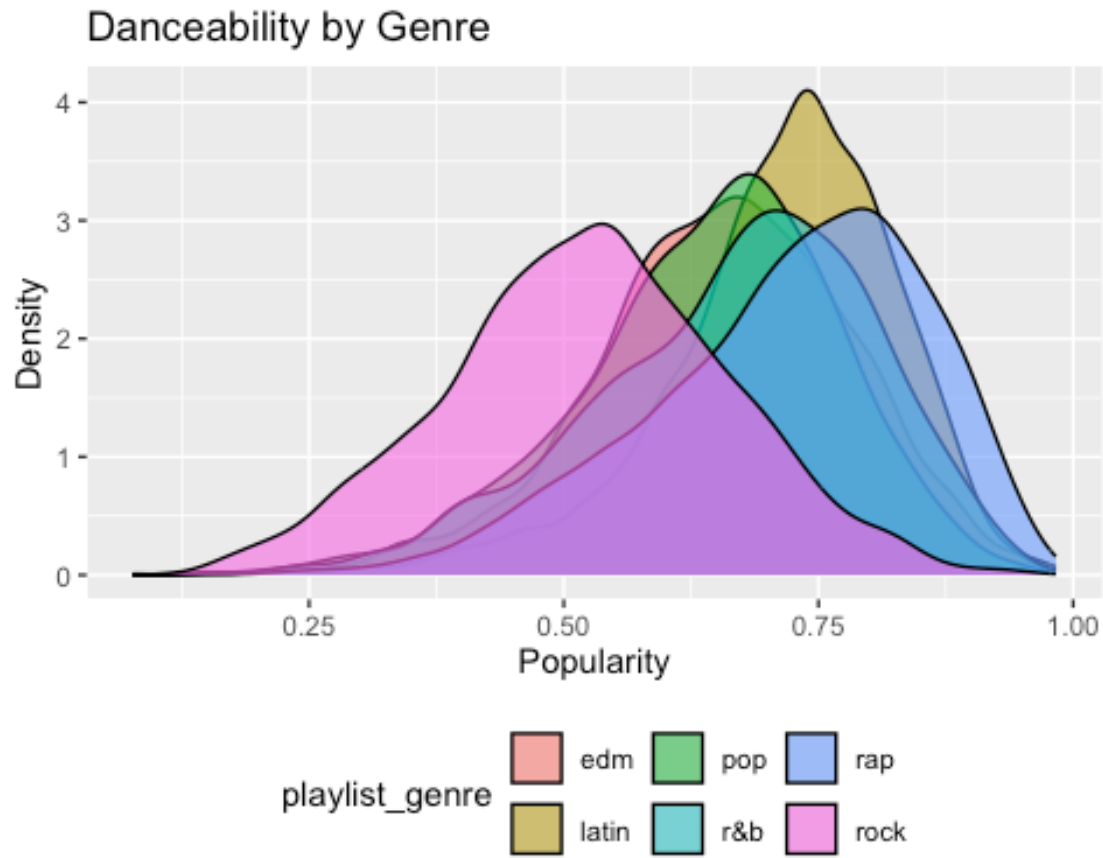 Danceability by Genre
4
3
2
1
0
Density
0.25 0.50 0.75 1.00
Popularity
playlist_genre
edm pop rap
latin r&b rock